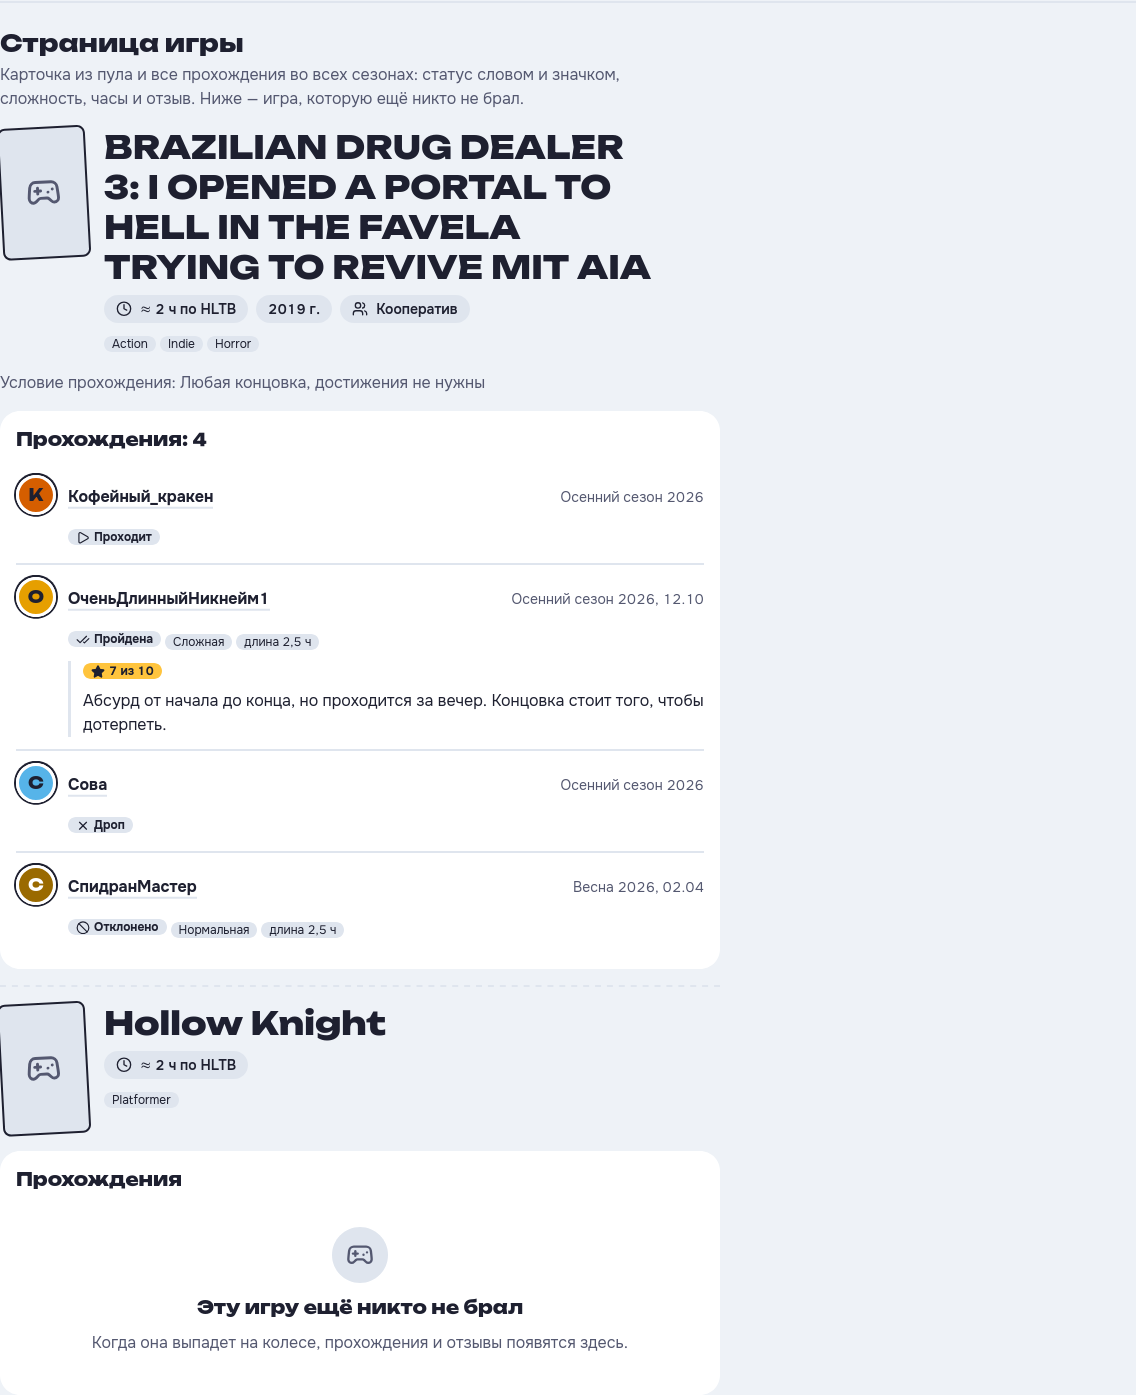 Страница игры
Карточка из пула и все прохождения во всех сезонах: статус словом и значком,
сложность, часы и отзыв. Ниже — игра, которую ещё никто не брал.
BRAZILIAN DRUG DEALER
3: I OPENED A PORTAL TO
HELL IN THE FAVELA
TRYING TO REVIVE MIT AIA
≈ 2 ч по HLTB 2019 г. Кооператив
Action Indie Horror
Условие прохождения: Любая концовка, достижения не нужны
Прохождения: 4
К Кофейный_кракен Осенний сезон 2026
Проходит
О ОченьДлинныйНикнейм1 Осенний сезон 2026, 12.10
Пройдена Сложная длина 2,5 ч
7 из 10
Абсурд от начала до конца, но проходится за вечер. Концовка стоит того, чтобы
дотерпеть.
С Сова Осенний сезон 2026
Дроп
С СпидранМастер Весна 2026, 02.04
Отклонено Нормальная длина 2,5 ч
Hollow Knight
≈ 2 ч по HLTB
Platformer
Прохождения
Эту игру ещё никто не брал
Когда она выпадет на колесе, прохождения и отзывы появятся здесь.